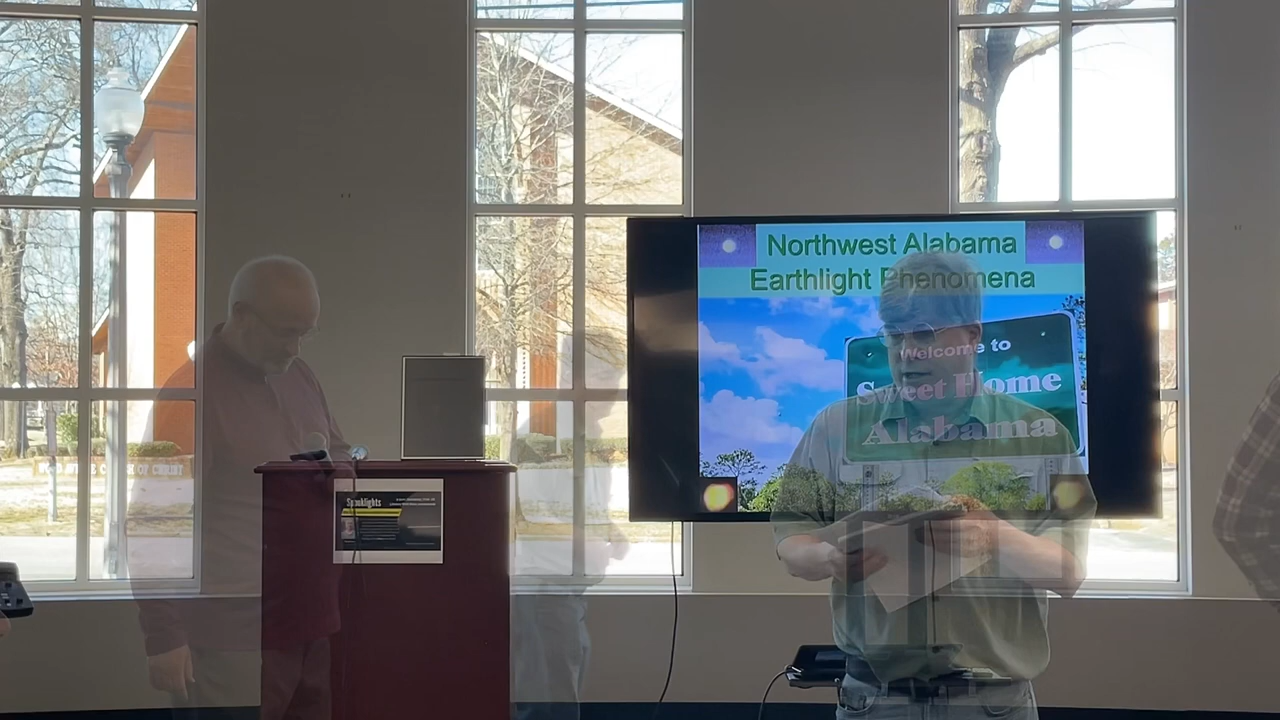 Northwest Alabama
Earthlight Phenomena
Welcome to
Sweet Home
Alabama
Spooklights